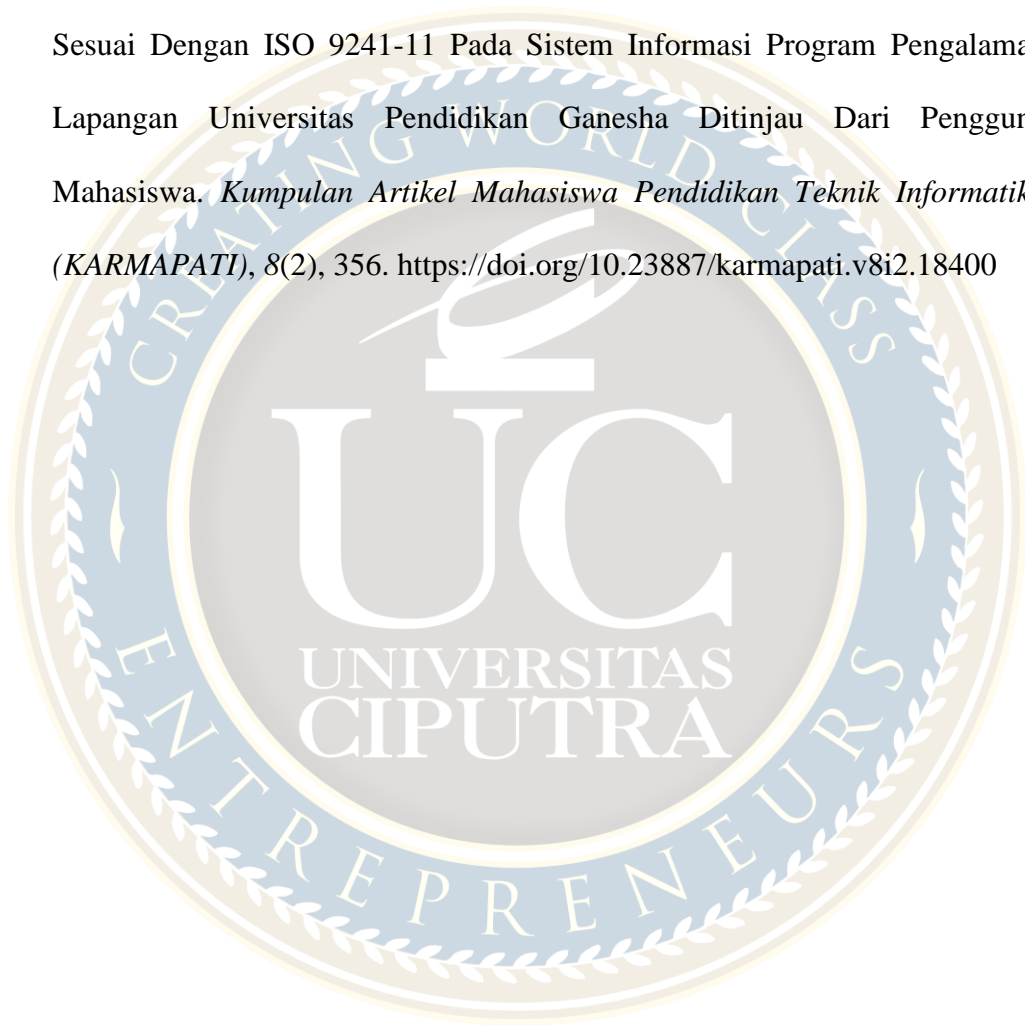 Sesuai Dengan ISO 9241-11 Pada Sistem Informasi Program Pengalama
Lapangan Universitas Pendidikan Ganesha Ditinjau Dari Penggun
Mahasiswa. Kumpulan Artikel Mahasiswa Pendidikan Teknik Informatik
(KARMAPATI), 8(2), 356. https://doi.org/10.23887/karmapati.v8i2.18400
CREATING WORLD CLASS
UC
UNIVERSITAS
CIPUTRA
ENTREPRENEURS